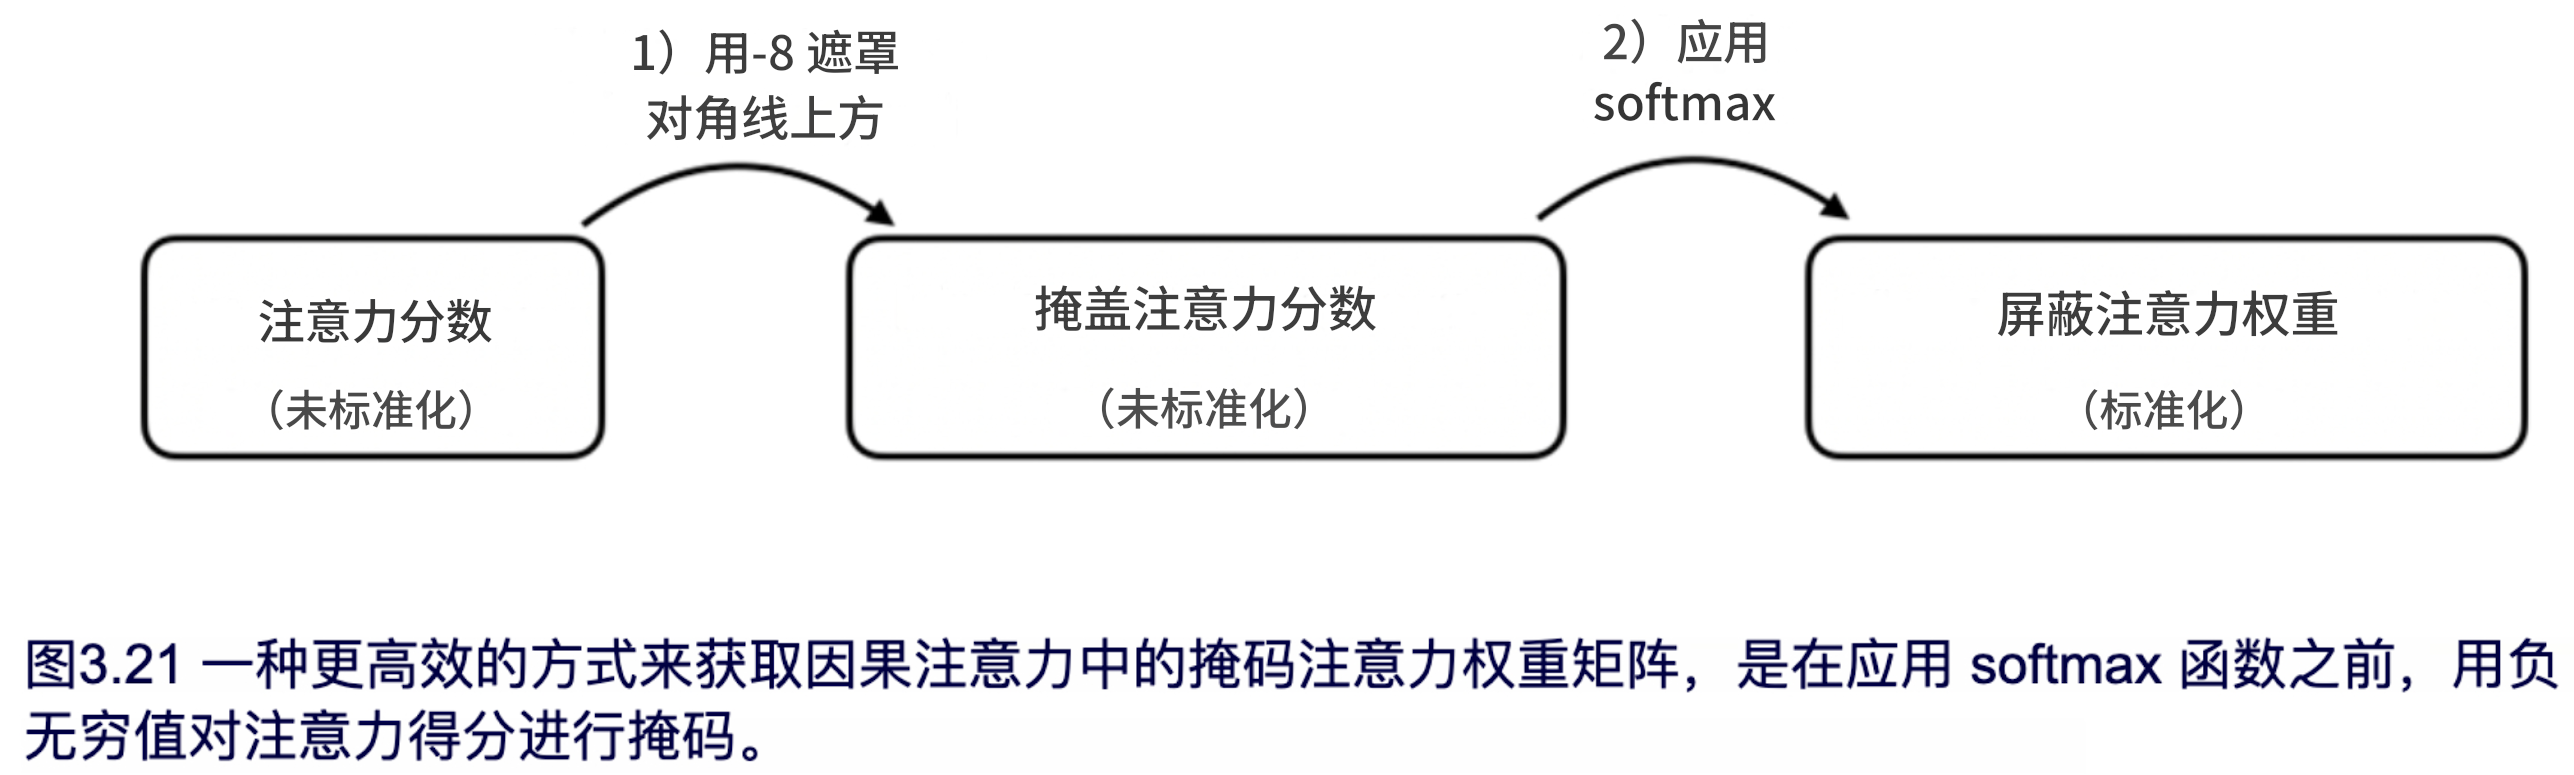 1）用-8 遮罩
对角线上方
2）应用
softmax
注意力分数
（未标准化）
掩盖注意力分数
（未标准化）
屏蔽注意力权重
（标准化）
图3.21 一种更高效的方式来获取因果注意力中的掩码注意力权重矩阵，是在应用 softmax 函数之前，用负
无穷值对注意力得分进行掩码。